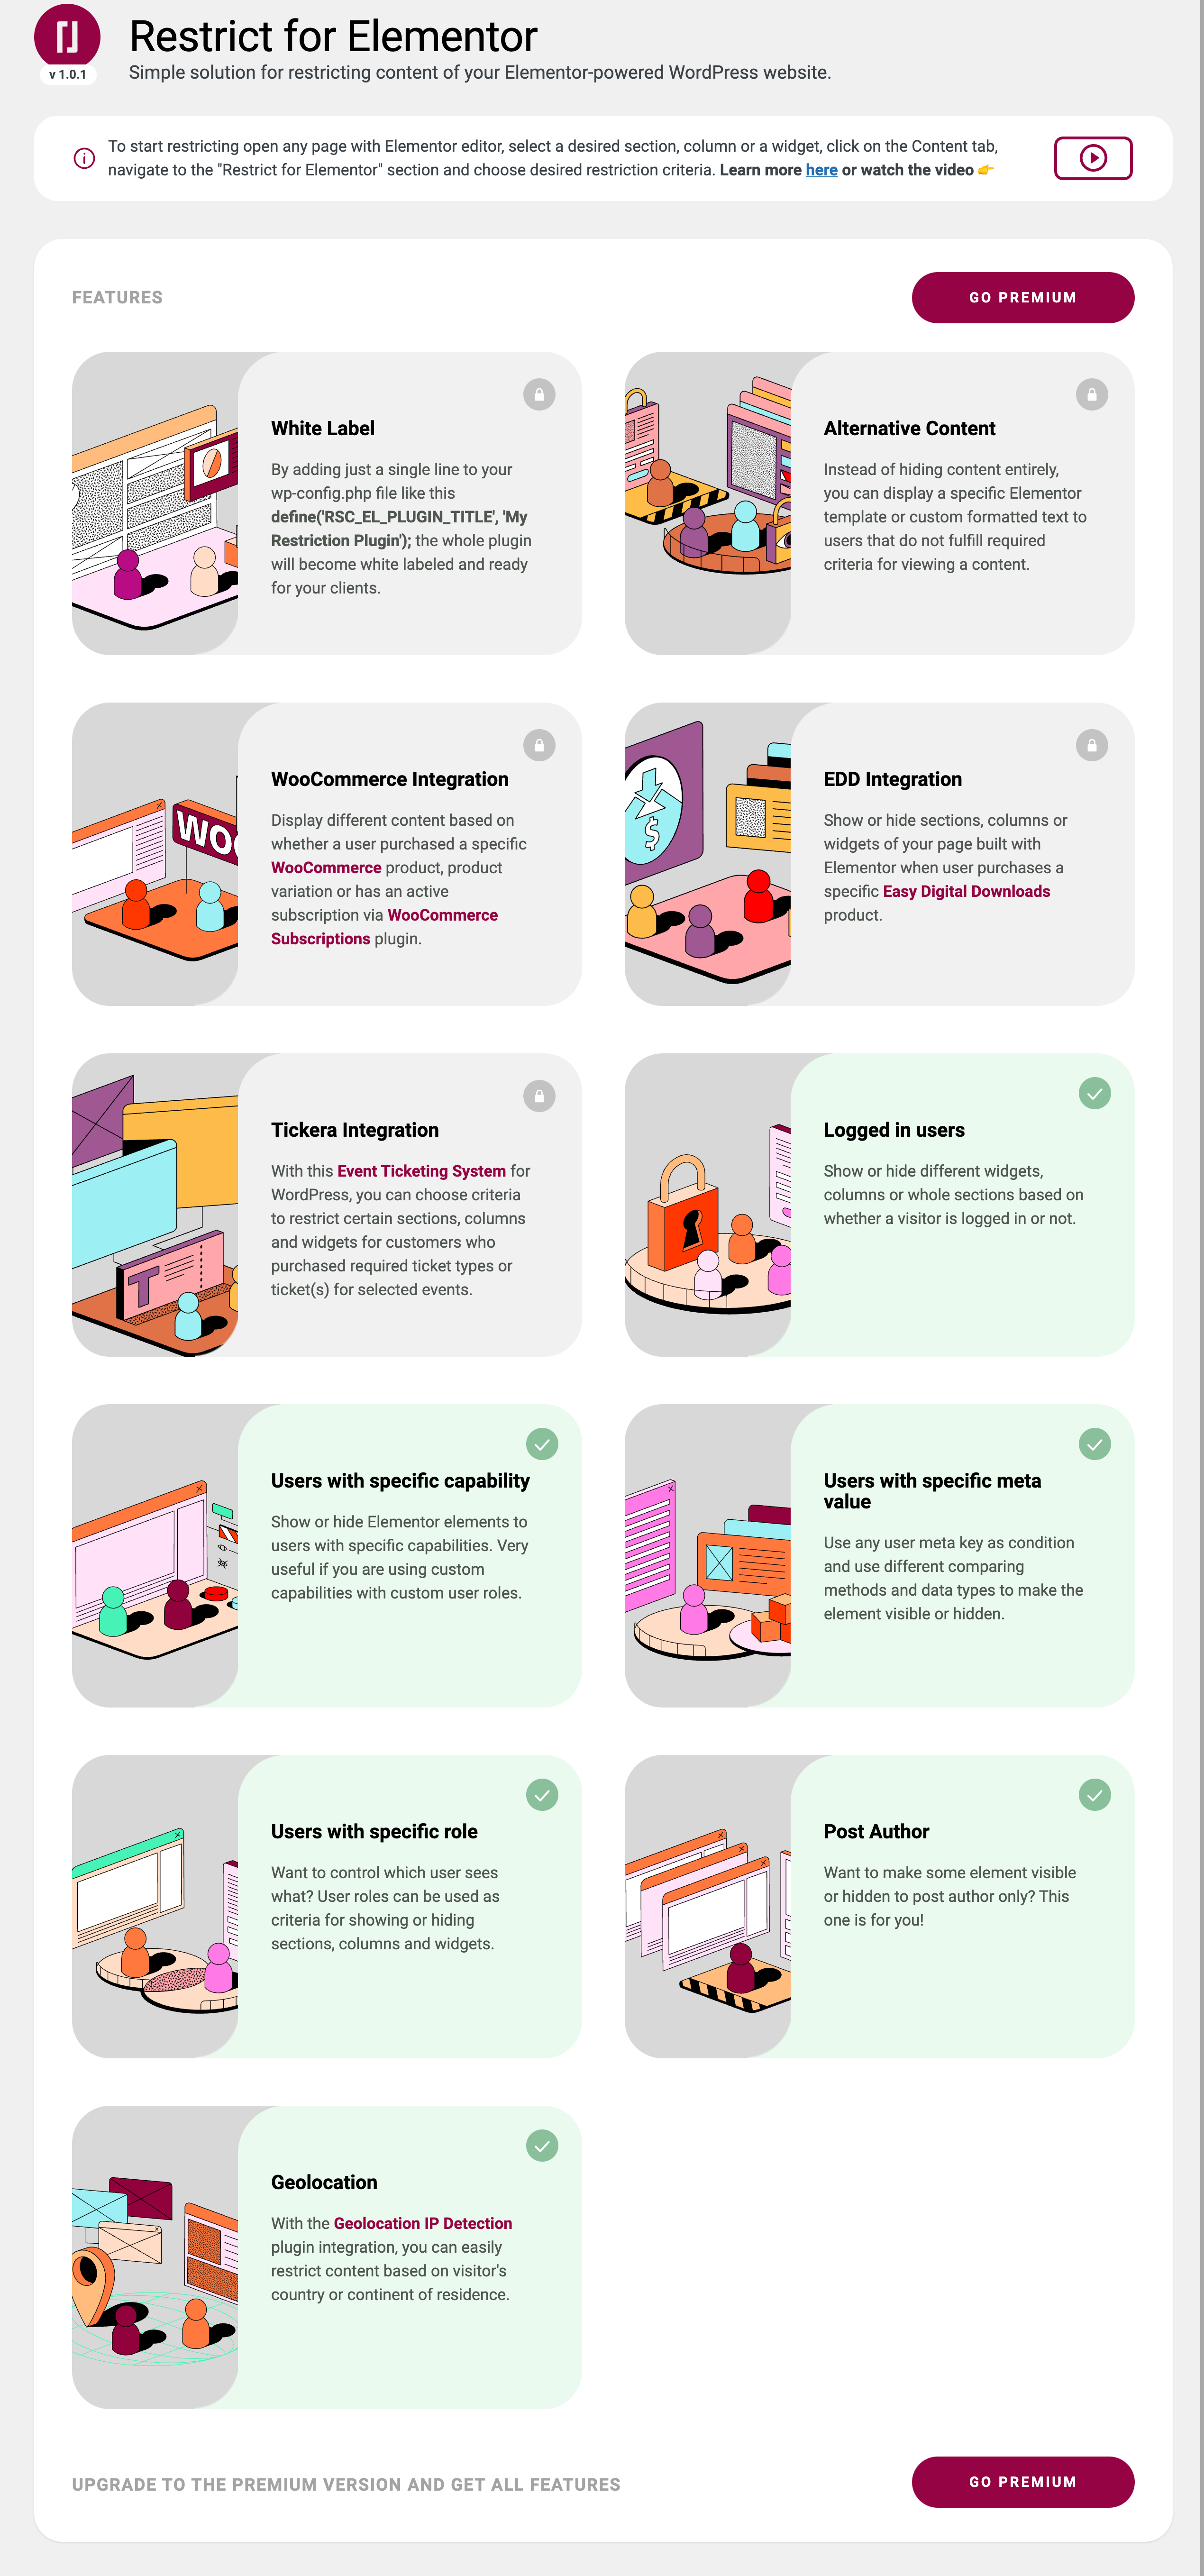 Restrict for Elementor
v 1.0.1
Simple solution for restricting content of your Elementor-powered WordPress website.
To start restricting open any page with Elementor editor, select a desired section, column or a widget, click on the Content tab,
navigate to the "Restrict for Elementor" section and choose desired restriction criteria. Learn more here or watch the video 👉
FEATURES
GO PREMIUM
White Label
By adding just a single line to your
wp-config.php file like this
define('RSC_EL_PLUGIN_TITLE', 'My
Restriction Plugin'); the whole plugin
will become white labeled and ready
for your clients.
Alternative Content
Instead of hiding content entirely,
you can display a specific Elementor
template or custom formatted text to
users that do not fulfill required
criteria for viewing a content.
WOO
WooCommerce Integration
Display different content based on
whether a user purchased a specific
WooCommerce product, product
variation or has an active
subscription via WooCommerce
Subscriptions plugin.
$
EDD Integration
Show or hide sections, columns or
widgets of your page built with
Elementor when user purchases a
specific Easy Digital Downloads
product.
T
Tickera Integration
With this Event Ticketing System for
WordPress, you can choose criteria
to restrict certain sections, columns
and widgets for customers who
purchased required ticket types or
ticket(s) for selected events.
Logged in users
Show or hide different widgets,
columns or whole sections based on
whether a visitor is logged in or not.
Users with specific capability
Show or hide Elementor elements to
users with specific capabilities. Very
useful if you are using custom
capabilities with custom user roles.
Users with specific meta
value
Use any user meta key as condition
and use different comparing
methods and data types to make the
element visible or hidden.
Users with specific role
Want to control which user sees
what? User roles can be used as
criteria for showing or hiding
sections, columns and widgets.
Post Author
Want to make some element visible
or hidden to post author only? This
one is for you!
Geolocation
With the Geolocation IP Detection
plugin integration, you can easily
restrict content based on visitor's
country or continent of residence.
UPGRADE TO THE PREMIUM VERSION AND GET ALL FEATURES
GO PREMIUM